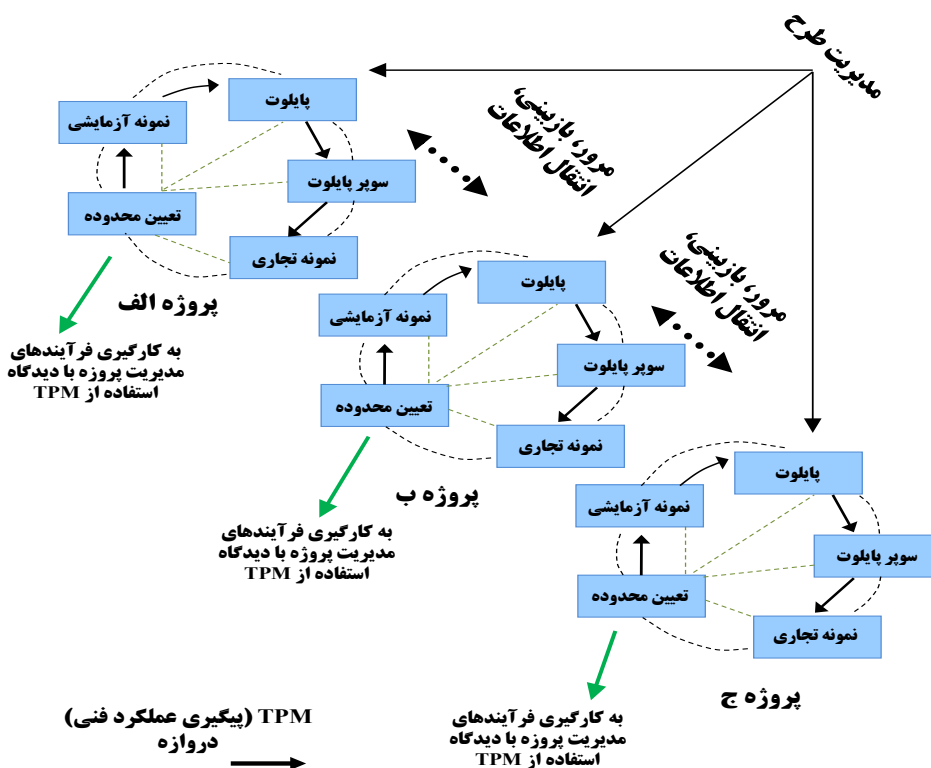 مدیریت طرح
پایلوت
نمونه آزمایشی
سوپر پایلوت
تعیین محدوده
نمونه تجاری
پروژه الف
مرور، بازبینی،
انتقال اطلاعات
به کارگیری فرآیندهای
مدیریت پروزه با دیدگاه
استفاده از TPM
پایلوت
نمونه آزمایشی
سوپر پایلوت
تعیین محدوده
نمونه تجاری
پروژه ب
مرور، بازبینی،
انتقال اطلاعات
به کارگیری فرآیندهای
مدیریت پروژه با دیدگاه
استفاده از TPM
پایلوت
نمونه آزمایشی
سوپر پایلوت
تعیین محدوده
نمونه تجاری
پروژه ج
به کارگیری فرآیندهای
مدیریت پروزه با دیدگاه
استفاده از TPM
TPM (پیگیری عملکرد فنی)
دروازه